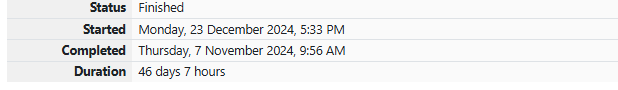 Status Finished
Started Monday, 23 December 2024, 5:33 PM
Completed Thursday, 7 November 2024, 9:56 AM
Duration 46 days 7 hours